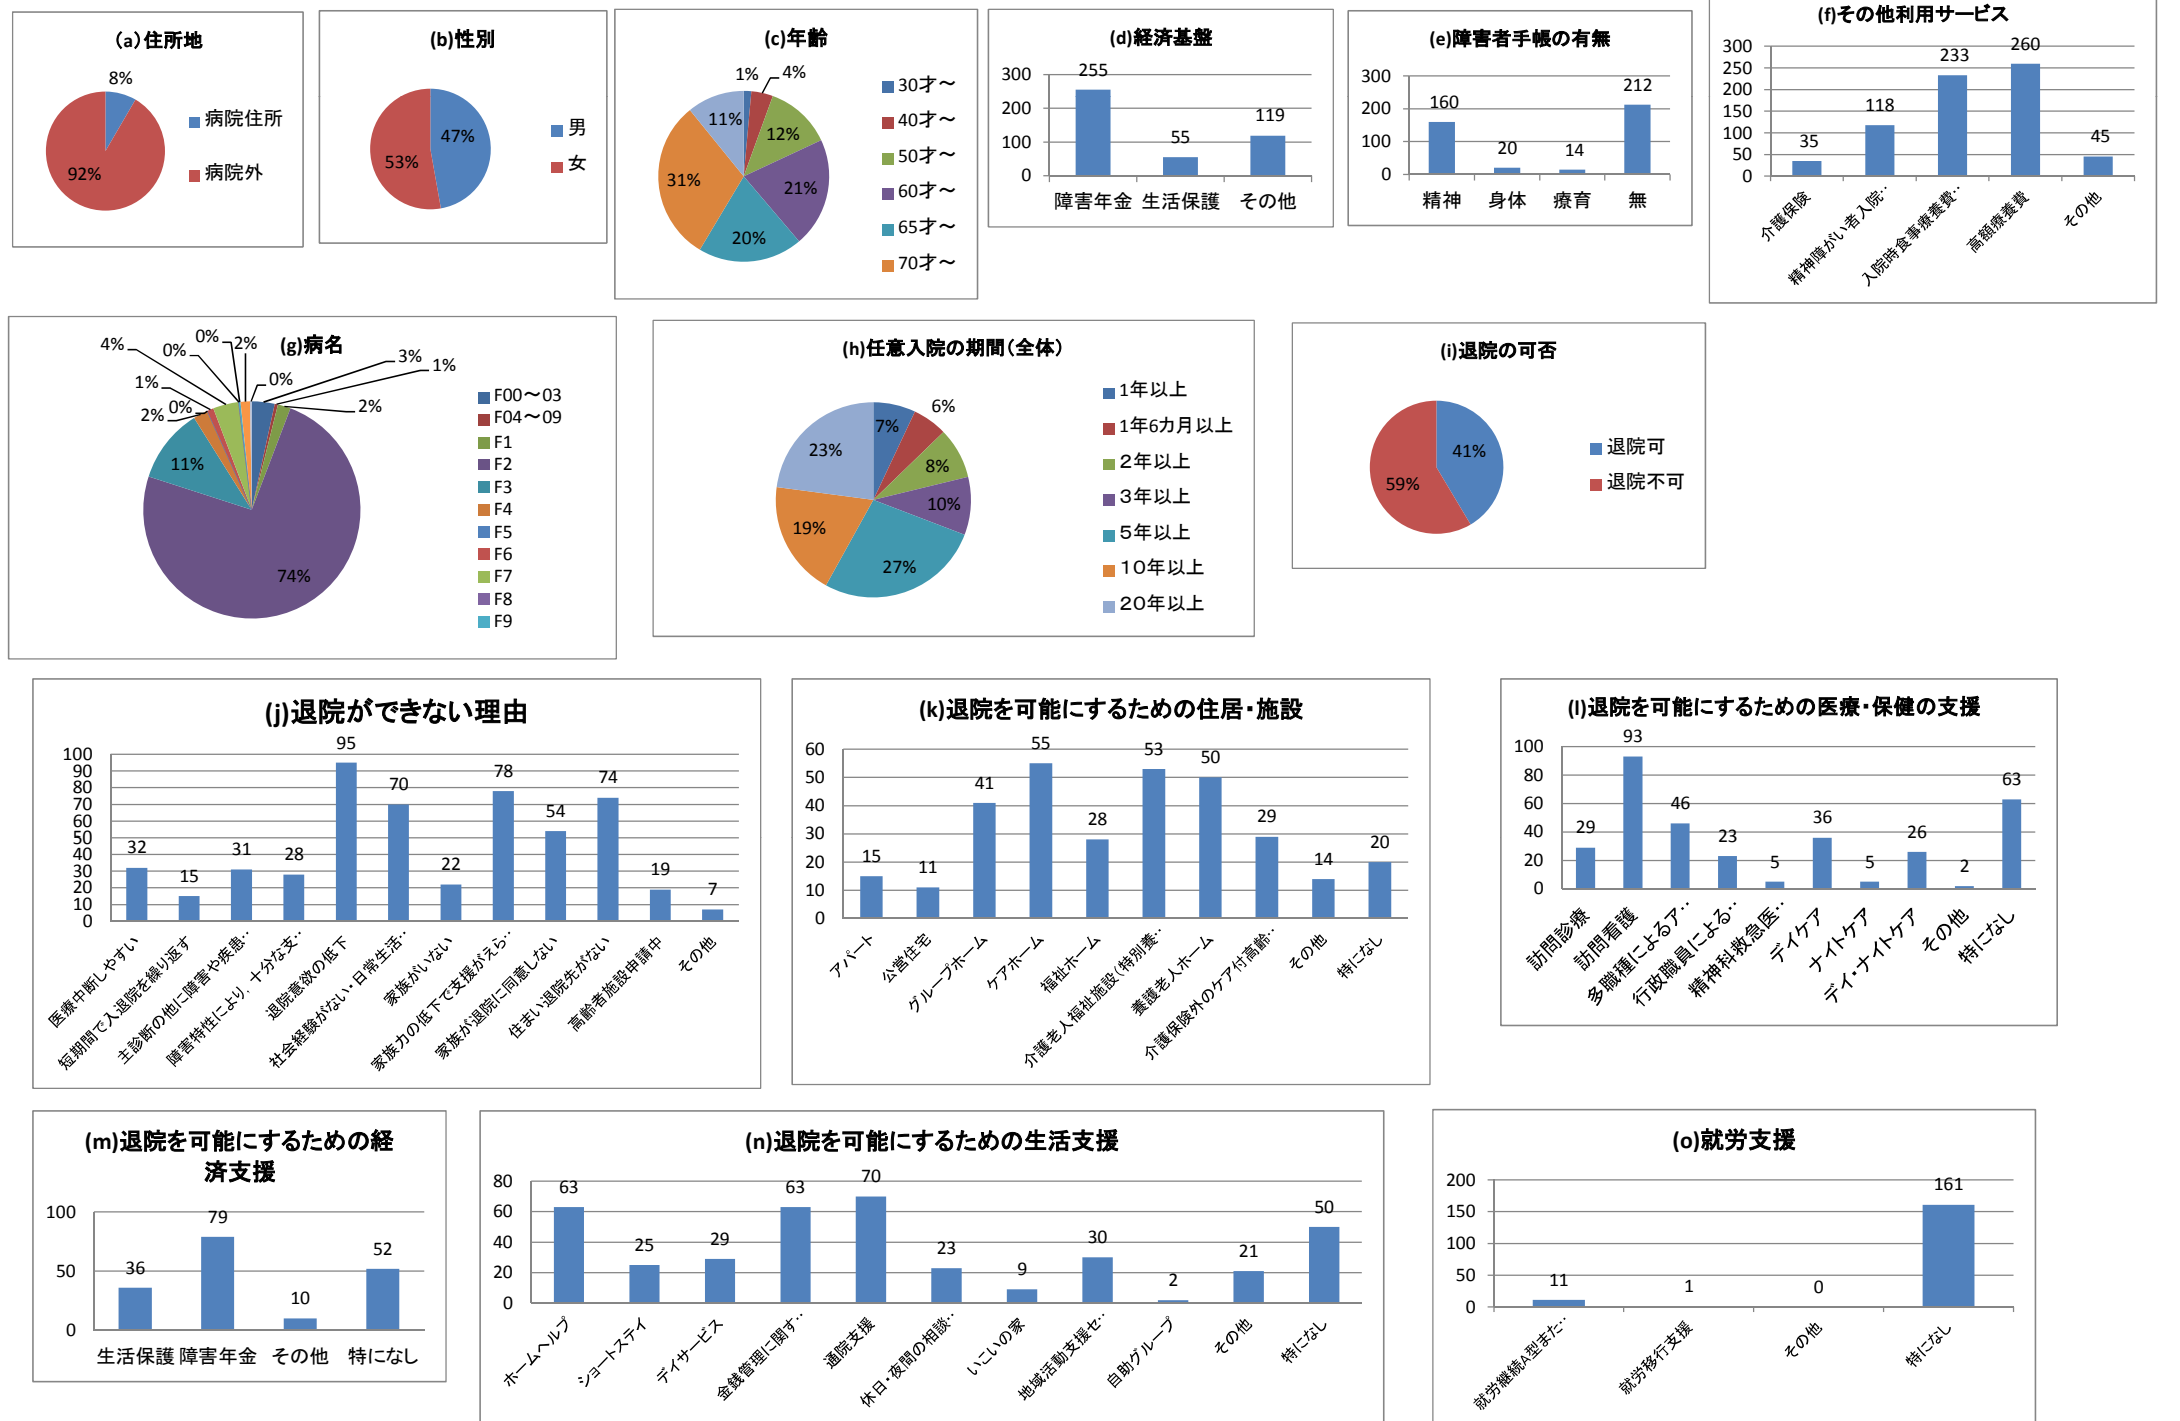 (a)住所地
8%
92%
病院住所
病院外
(b)性別
47%
53%
男
女
(c)年齢
1%
4%
11%
12%
31%
21%
20%
30才～
40才～
50才～
60才～
65才～
70才～
(d)経済基盤
300
200
100
0
255
55
119
障害年金 生活保護 その他
(e)障害者手帳の有無
300
200
100
0
160
20
14
212
精神 身体 療育 無
(f)その他利用サービス
300
250
200
150
100
50
0
35
118
233
260
45
介護保険
精神障がい者入院‥
入院時食事療養費‥
高額療養費
その他
(g)病名
4%
0%
0%
2%
0%
3%
1%
2%
1%
0%
2%
11%
74%
F00～03
F04～09
F1
F2
F3
F4
F5
F6
F7
F8
F9
(h)任意入院の期間（全体）
7%
6%
8%
10%
27%
19%
23%
1年以上
1年6カ月以上
２年以上
３年以上
５年以上
１０年以上
２０年以上
(i)退院の可否
41%
59%
退院可
退院不可
(j)退院ができない理由
100
90
80
70
60
50
40
30
20
10
0
32
15
31
28
95
70
22
78
54
74
19
7
医療中断しやすい
短期間で入退院を繰り返す
主診断の他に障害や疾患‥
障害特性により、十分な支‥
退院意欲の低下
社会経験がない・日常生活‥
家族がいない
家族力の低下で支援がえら‥
家族が退院に同意しない
住まい退院先がない
高齢者施設申請中
その他
(k)退院を可能にするための住居・施設
60
50
40
30
20
10
0
15
11
41
55
28
53
50
29
14
20
アパート
公営住宅
グループホーム
ケアホーム
福祉ホーム
介護老人福祉施設（特別養‥
養護老人ホーム
介護保険外のケア付高齢‥
その他
特になし
(l)退院を可能にするための医療・保健の支援
100
80
60
40
20
0
29
93
46
23
5
36
5
26
2
63
訪問診療
訪問看護
多職種によるア‥
行政職員による‥
精神科救急医‥
デイケア
ナイトケア
デイ・ナイトケア
その他
特になし
(m)退院を可能にするための経
済支援
100
50
0
36
79
10
52
生活保護 障害年金 その他 特になし
(n)退院を可能にするための生活支援
80
60
40
20
0
63
25
29
63
70
23
9
30
2
21
50
ホームヘルプ
ショートステイ
デイサービス
金銭管理に関す‥
通院支援
休日・夜間の相談‥
いこいの家
地域活動支援セ‥
自助グループ
その他
特になし
(o)就労支援
200
150
100
50
0
11
1
0
161
就労継続A型また‥
就労移行支援
その他
特になし